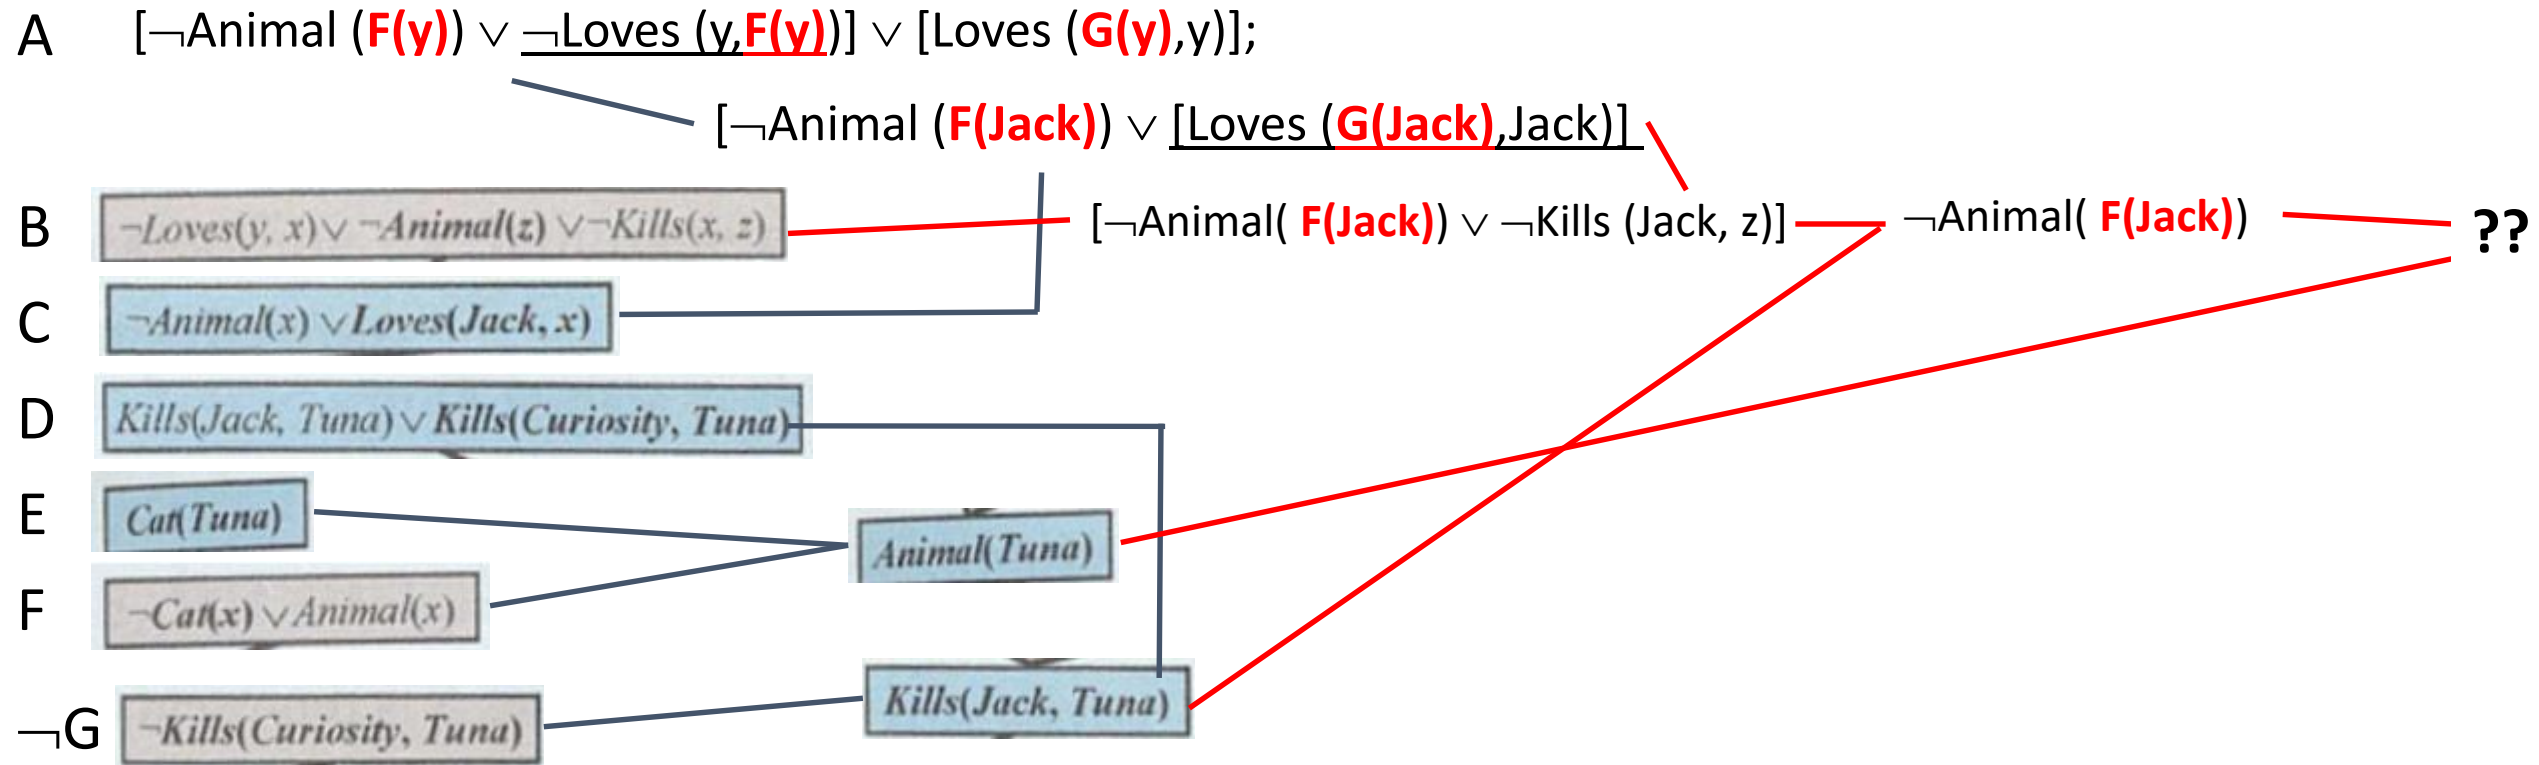 A [¬Animal (F(y)) ∨ ¬Loves (y,F(y))] ∨ [Loves (G(y),y)];
[¬Animal (F(Jack)) ∨ [Loves (G(Jack),Jack)]
B ¬Loves(y, x) ∨ ¬Animal(z) ∨ ¬Kills(x, z) [¬Animal( F(Jack)) ∨ ¬Kills (Jack, z)] ¬Animal( F(Jack)) ??
C ¬Animal(x) ∨ Loves(Jack, x)
D Kills(Jack, Tuna) ∨ Kills(Curiosity, Tuna)
E Cat(Tuna)
Animal(Tuna)
F ¬Cat(x) ∨ Animal(x)
¬G ¬Kills(Curiosity, Tuna) Kills(Jack, Tuna)